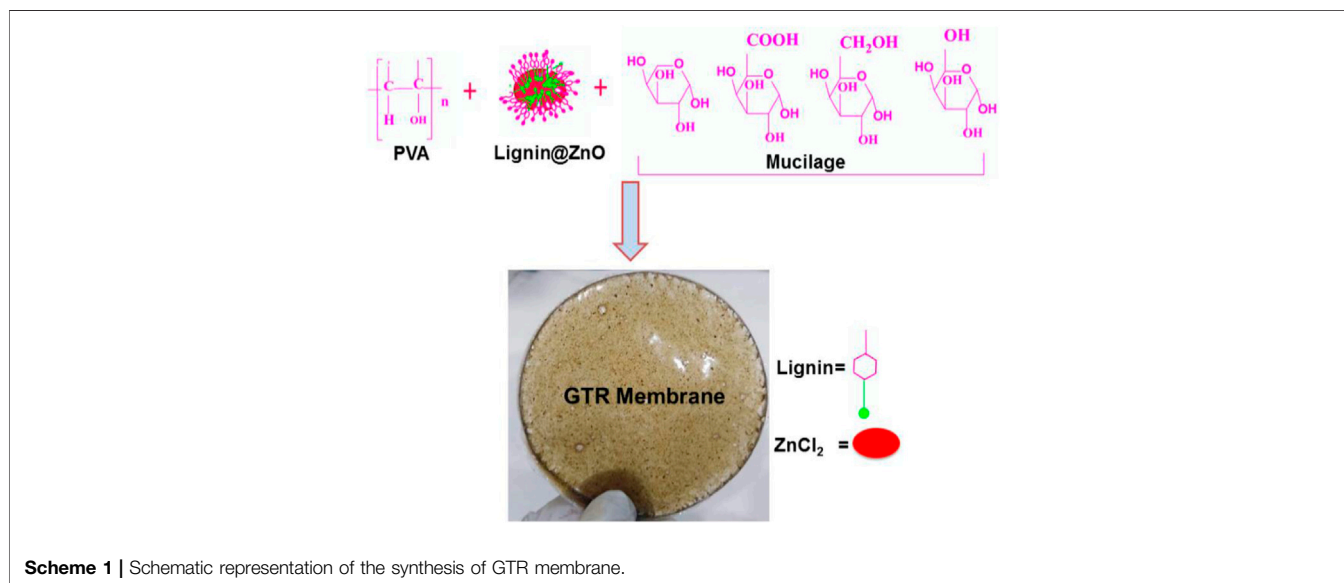 C
C
n
H
OH
PVA
+
Lignin@ZnO
+
HO
O
OH
OH
OH
COOH
HO
O
OH
OH
OH
CH₂OH
HO
O
OH
OH
OH
OH
HO
O
OH
OH
OH
Mucilage
GTR Membrane
Lignin=
ZnCl₂ =
Scheme 1 | Schematic representation of the synthesis of GTR membrane.